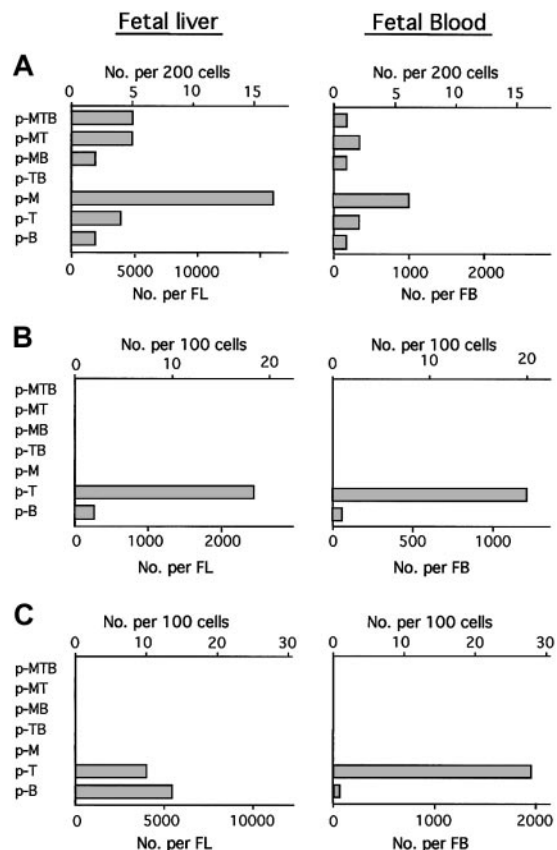 Fetal liver Fetal Blood
A
No. per 200 cells No. per 200 cells
0 5 10 15 0 5 10 15
p-MTB
p-MT
p-MB
p-TB
p-M
p-T
p-B
0 5000 10000 0 1000 2000
No. per FL No. per FB
B
No. per 100 cells No. per 100 cells
0 10 20 0 10 20
p-MTB
p-MT
p-MB
p-TB
p-M
p-T
p-B
0 1000 2000 0 500 1000
No. per FL No. per FB
C
No. per 100 cells No. per 100 cells
0 10 20 30 0 10 20 30
p-MTB
p-MT
p-MB
p-TB
p-M
p-T
p-B
0 5000 10000 0 1000 2000
No. per FL No. per FB